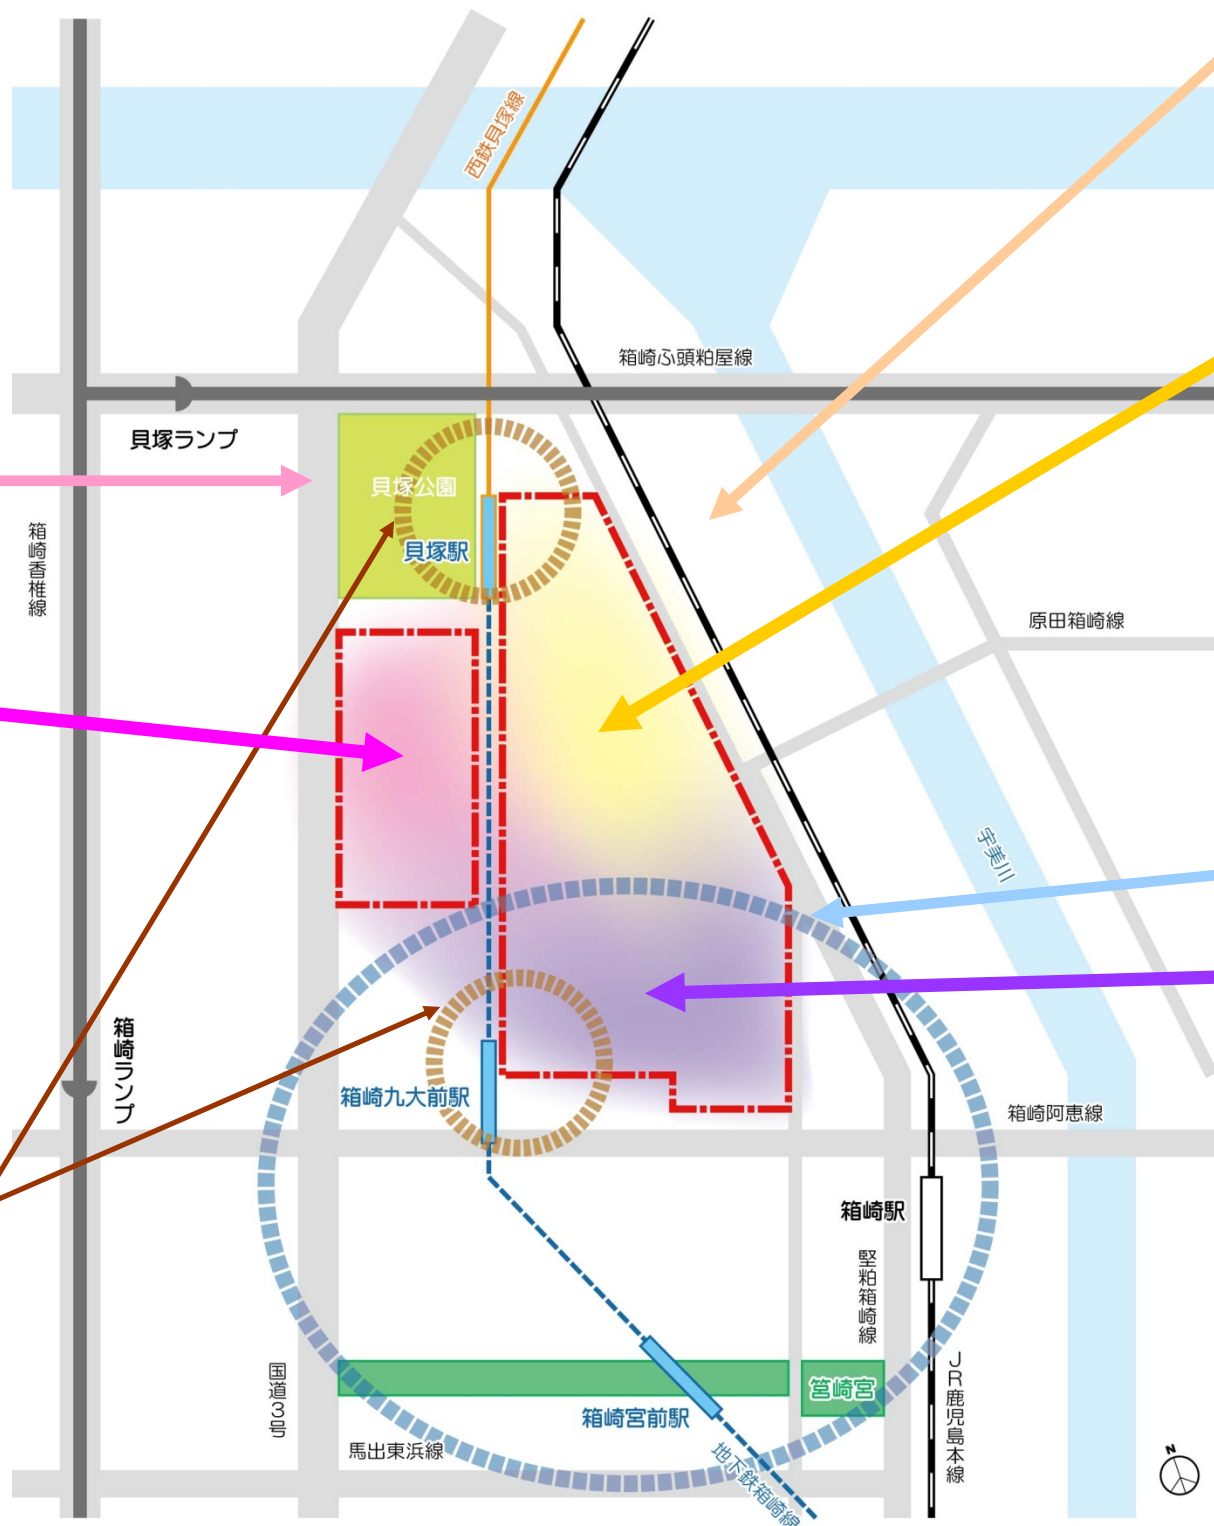 西鉄貝塚線
箱崎ふ頭粕屋線
貝塚ランプ
貝塚公園
貝塚駅
箱崎香椎線
原田箱崎線
宇美川
箱崎ランプ
箱崎九大前駅
箱崎阿恵線
箱崎駅
堅粕箱崎線
国道3号
筥崎宮
JR鹿児島本線
箱崎宮前駅
馬出東浜線
地下鉄箱崎線
N